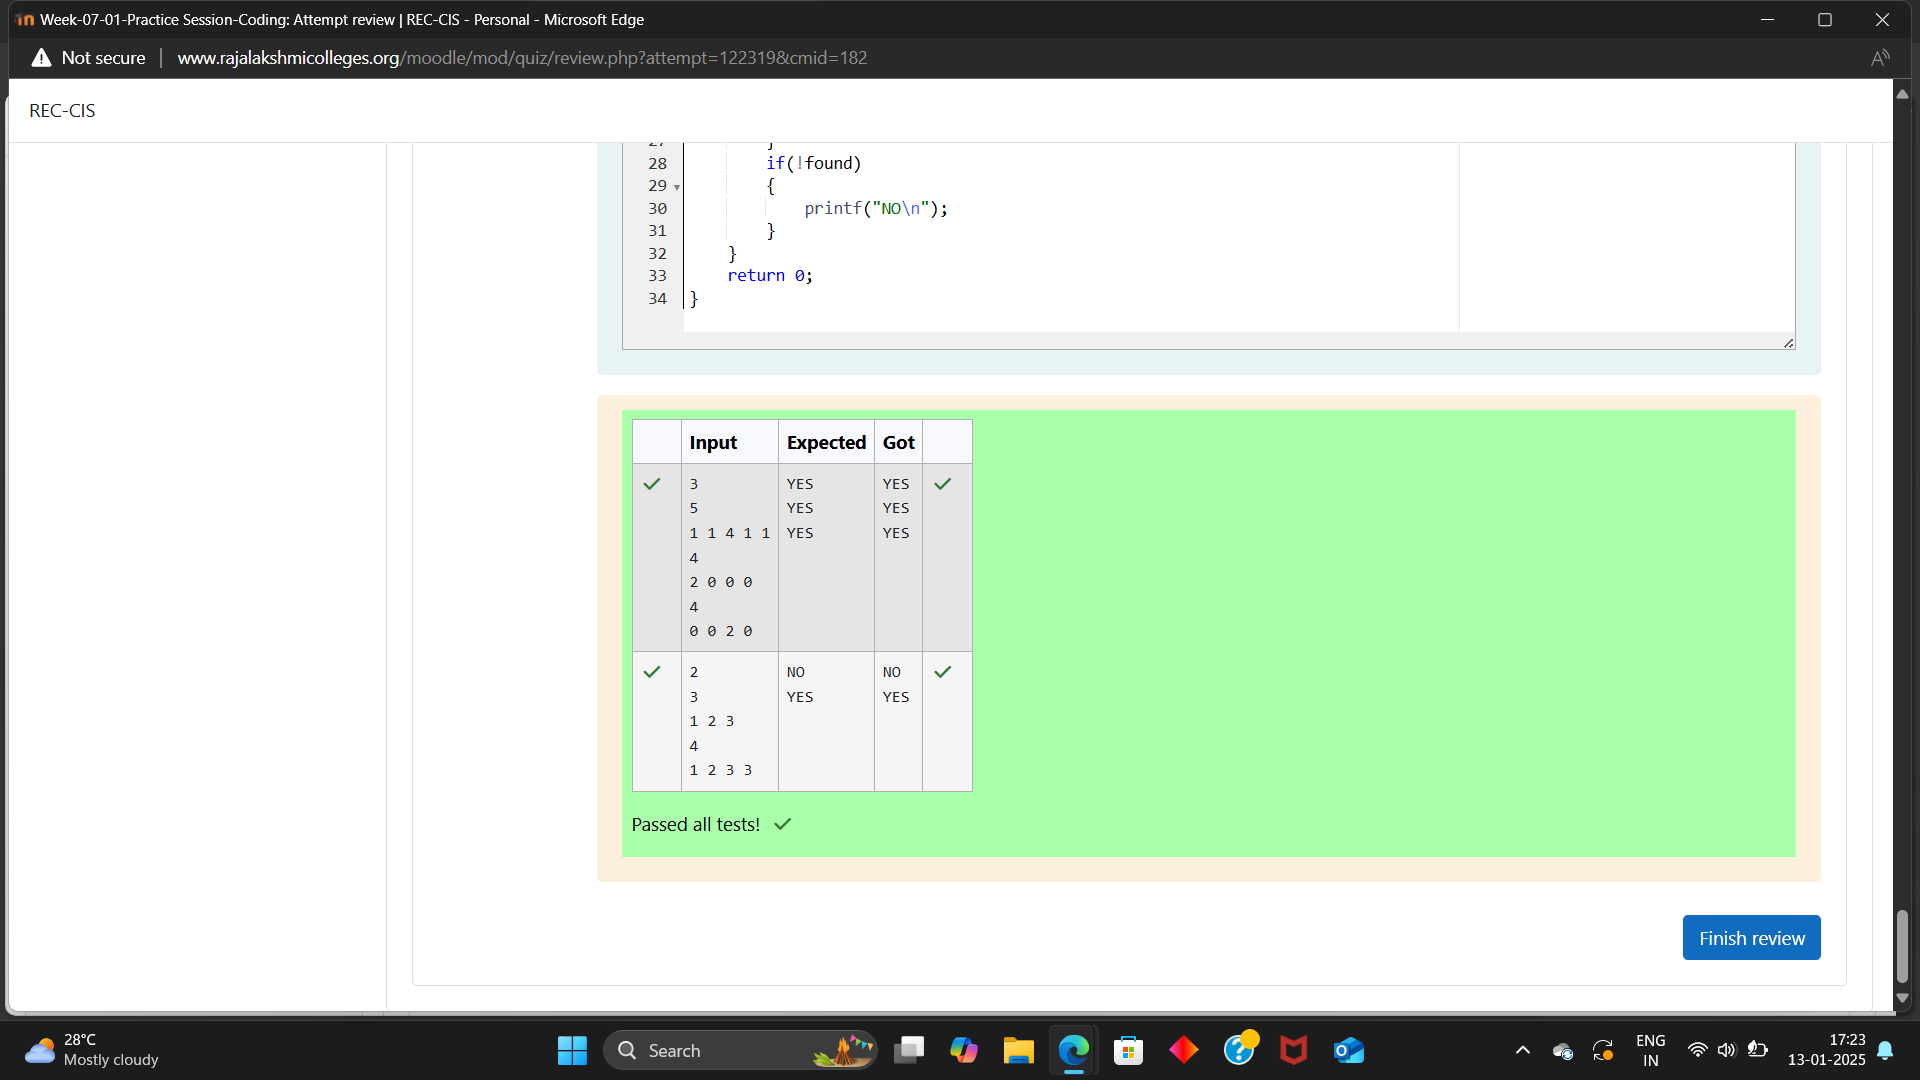 Week-07-01-Practice Session-Coding: Attempt review | REC-CIS - Personal - Microsoft Edge
Not secure | www.rajalakshmicolleges.org/moodle/mod/quiz/review.php?attempt=122319&cmid=182
REC-CIS
27 }
28 if(!found)
29 {
30 printf("NO\n");
31 }
32 }
33 return 0;
34 }
Input Expected Got
3 YES YES
5 YES YES
1 1 4 1 1 YES YES
4
2 0 0 0
4
0 0 2 0
2 NO NO
3 YES YES
1 2 3
4
1 2 3 3
Passed all tests!
Finish review
28°C
Mostly cloudy
Search
ENG
IN
17:23
13-01-2025